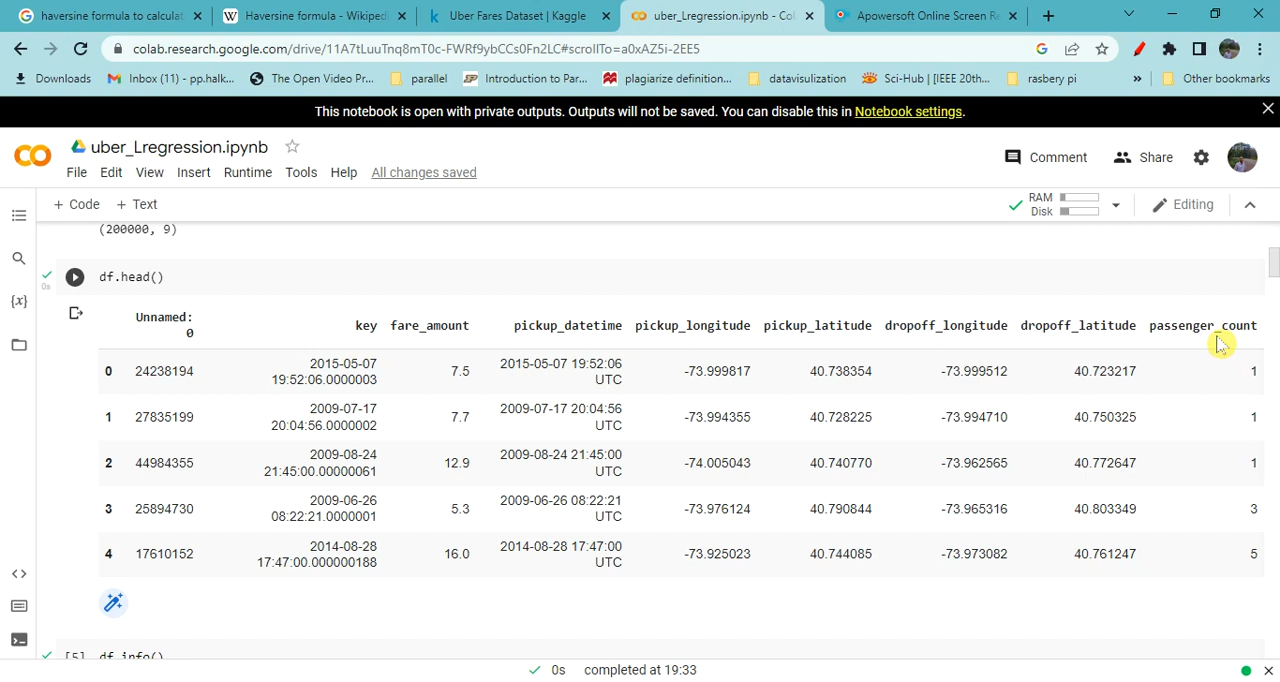 haversine formula to calculat
Haversine formula - Wikiped
Uber Fares Dataset | Kaggle
uber_Lregression.ipynb - Co
Apowersoft Online Screen Re
colab.research.google.com/drive/11A7tLuuTnq8mT0c-FWRf9ybCCs0Fn2LC#scrollTo=a0xAZ5i-2EE5
Downloads
Inbox (11) - pp.halk...
The Open Video Pr...
parallel
Introduction to Par...
plagiarize definition...
datavisulization
Sci-Hub | [IEEE 20th...
rasbery pi
»
Other bookmarks
This notebook is open with private outputs. Outputs will not be saved. You can disable this in Notebook settings.
uber_Lregression.ipynb
Comment
Share
File Edit View Insert Runtime Tools Help All changes saved
+ Code + Text
RAM
Disk
Editing
(200000, 9)
0s
df.head()
Unnamed: 0 key fare_amount pickup_datetime pickup_longitude pickup_latitude dropoff_longitude dropoff_latitude passenger_count
0 24238194 2015-05-07 19:52:06.0000003 7.5 2015-05-07 19:52:06 UTC -73.999817 40.738354 -73.999512 40.723217 1
1 27835199 2009-07-17 20:04:56.0000002 7.7 2009-07-17 20:04:56 UTC -73.994355 40.728225 -73.994710 40.750325 1
2 44984355 2009-08-24 21:45:00.00000061 12.9 2009-08-24 21:45:00 UTC -74.005043 40.740770 -73.962565 40.772647 1
3 25894730 2009-06-26 08:22:21.0000001 5.3 2009-06-26 08:22:21 UTC -73.976124 40.790844 -73.965316 40.803349 3
4 17610152 2014-08-28 17:47:00.000000188 16.0 2014-08-28 17:47:00 UTC -73.925023 40.744085 -73.973082 40.761247 5
[5] df.info()
0s completed at 19:33